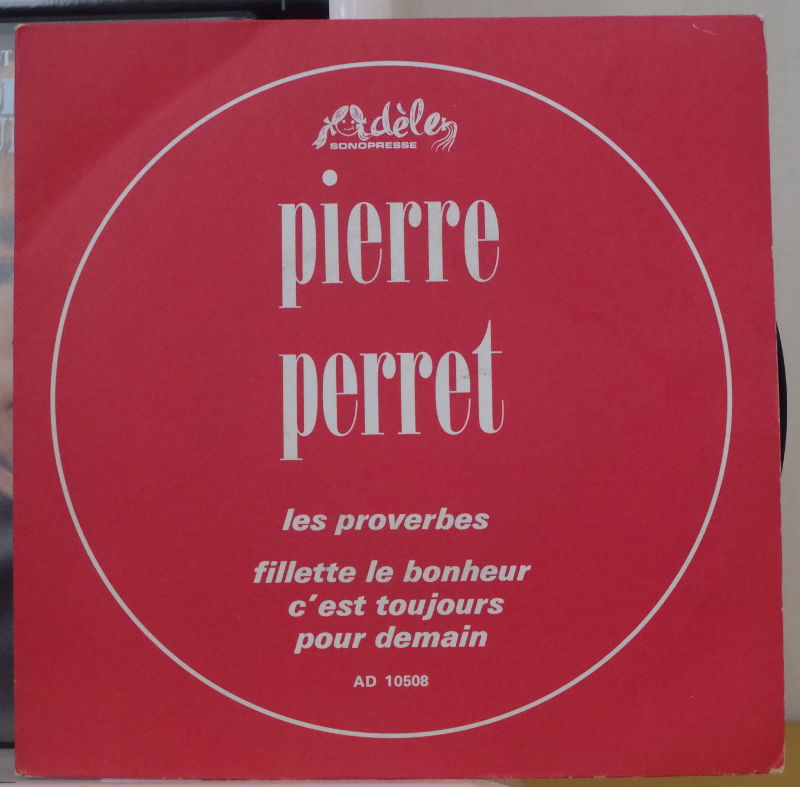 Adèle
SONOPRESSE
pierre
perret
les proverbes
fillette le bonheur
c'est toujours
pour demain
AD 10508